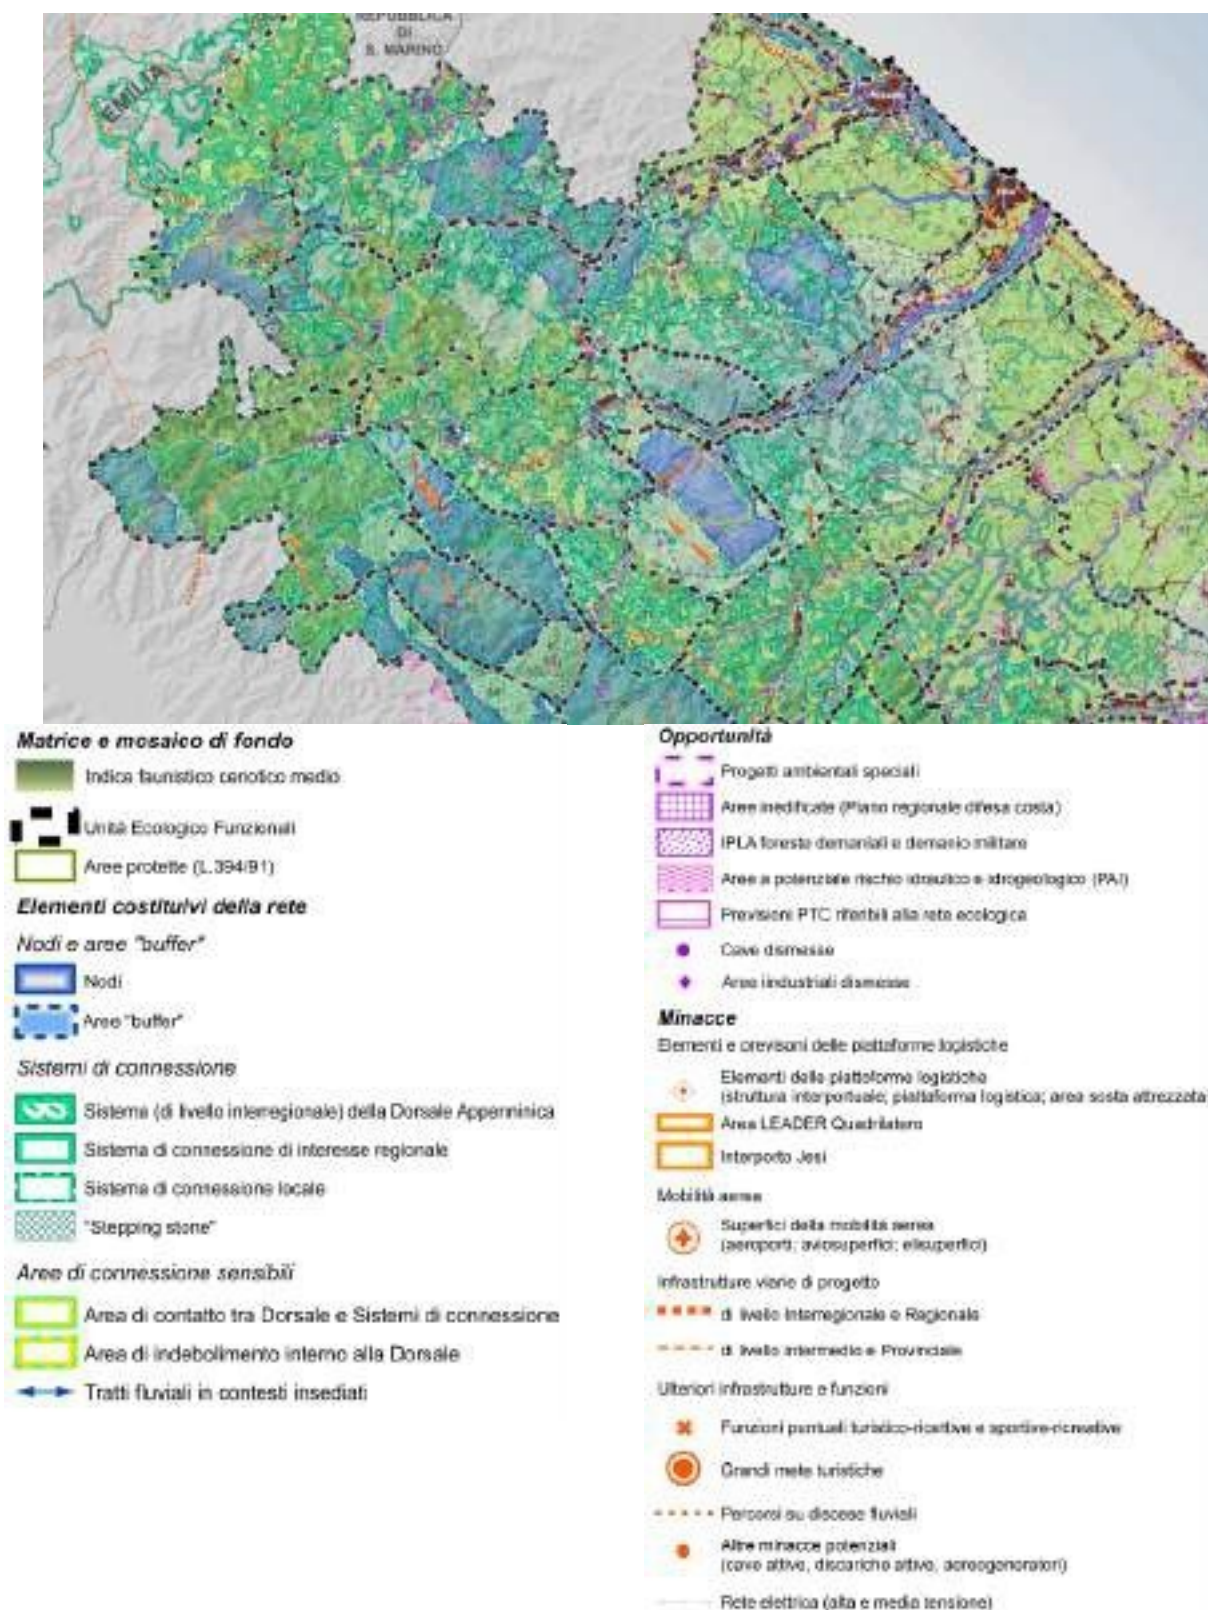 REPUBBLICA
DI
S. MARINO
EMILIA
Matrice e mosaico di fondo
Indice faunistico cenotico medio
Unità Ecologico Funzionali
Aree protette (L.394/91)
Elementi costituivi della rete
Nodi e aree "buffer"
Nodi
Aree "buffer"
Sistemi di connessione
Sistema (di livello interregionale) della Dorsale Appenninica
Sistema di connessione di interesse regionale
Sistema di connessione locale
"Stepping stone"
Aree di connessione sensibili
Area di contatto tra Dorsale e Sistemi di connessione
Area di indebolimento interno alla Dorsale
Tratti fluviali in contesti insediati
Opportunità
Progetti ambientali speciali
Aree inedificate (Piano regionale difesa costa)
IPLA foreste demaniali e demanio militare
Aree a potenziale rischio idraulico e idrogeologico (PAI)
Previsioni PTC riferibili alla rete ecologica
Cave dismesse
Aree iindustriali dismesse
Minacce
Elementi e previsoni delle piattaforme logistiche
Elementi delle piattoforme logistiche
(struttura interportuale; piattaforma logistica; area sosta attrezzata
Area LEADER Quadrilatero
Interporto Jesi
Mobilità aerea
Superfici della mobilità aerea
(aeroporti; aviosuperfici; elisuperfici)
Infrastrutture viarie di progetto
di livello Interregionale e Regionale
di livello intermedio e Provinciale
Ulteriori infrastrutture e funzioni
Funzioni puntuali turistico-ricettive e sportive-ricreative
Grandi mete turistiche
Percorsi su discese fluviali
Altre minacce potenziali
(cave attive, discariche attive, aereogeneratori)
Rete elettrica (alta e media tensione)